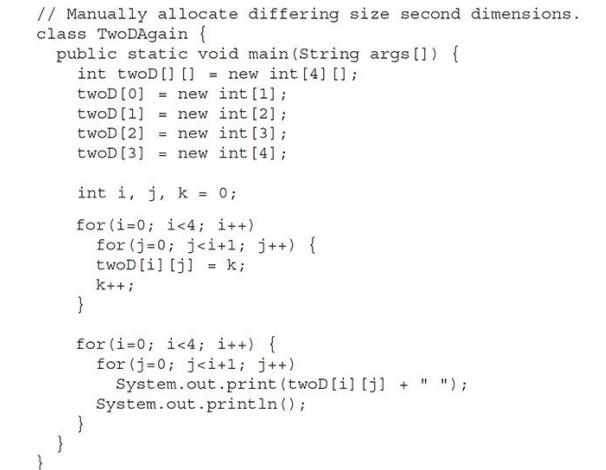 // Manually allocate differing size second dimensions.
class TwoDAgain {
public static void main(String args[]) {
int twoD[][] = new int[4][];
twoD[0] = new int[1];
twoD[1] = new int[2];
twoD[2] = new int[3];
twoD[3] = new int[4];
int i, j, k = 0;
for(i=0; i<4; i++)
for(j=0; j<i+1; j++) {
twoD[i][j] = k;
k++;
}
for(i=0; i<4; i++) {
for(j=0; j<i+1; j++)
System.out.print(twoD[i][j] + " ");
System.out.println();
}
}
}